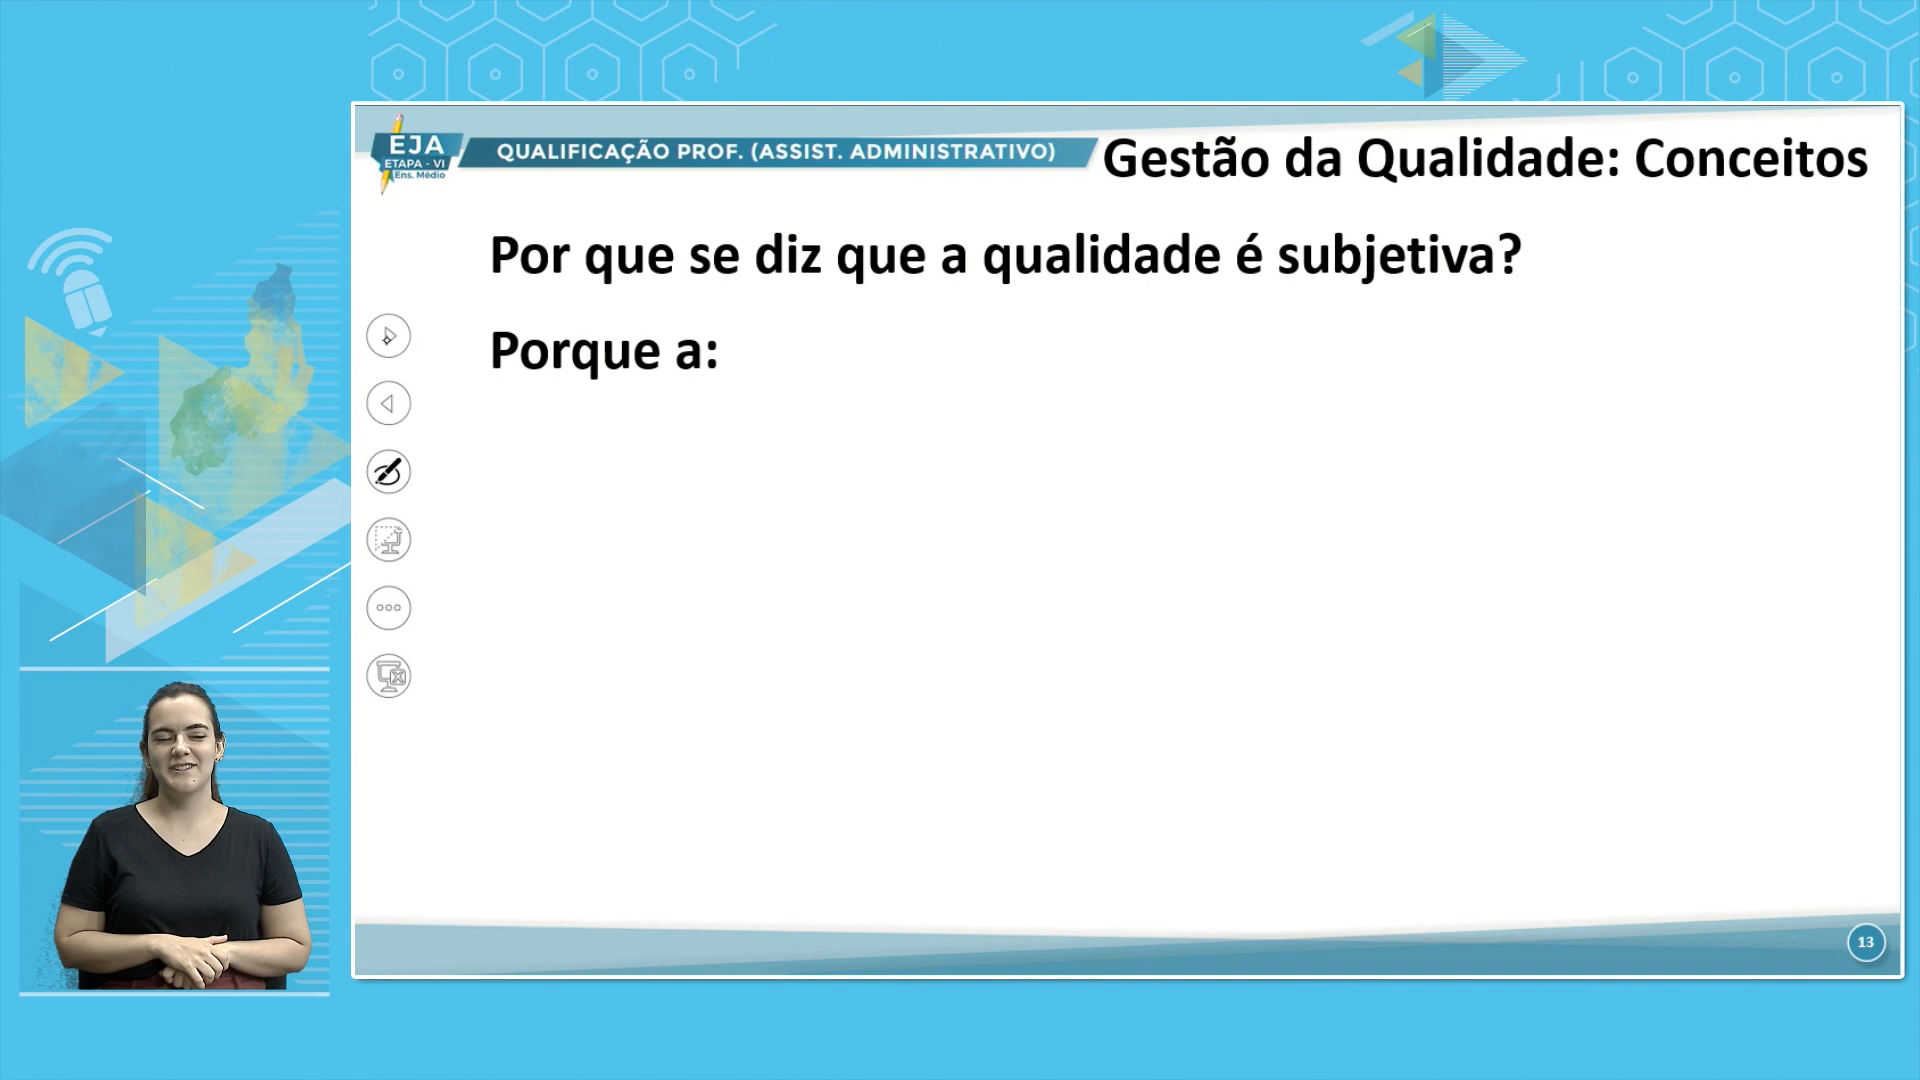 EJA
ETAPA - VI
Ens. Médio
QUALIFICAÇÃO PROF. (ASSIST. ADMINISTRATIVO)
Gestão da Qualidade: Conceitos
Por que se diz que a qualidade é subjetiva?
Porque a:
13